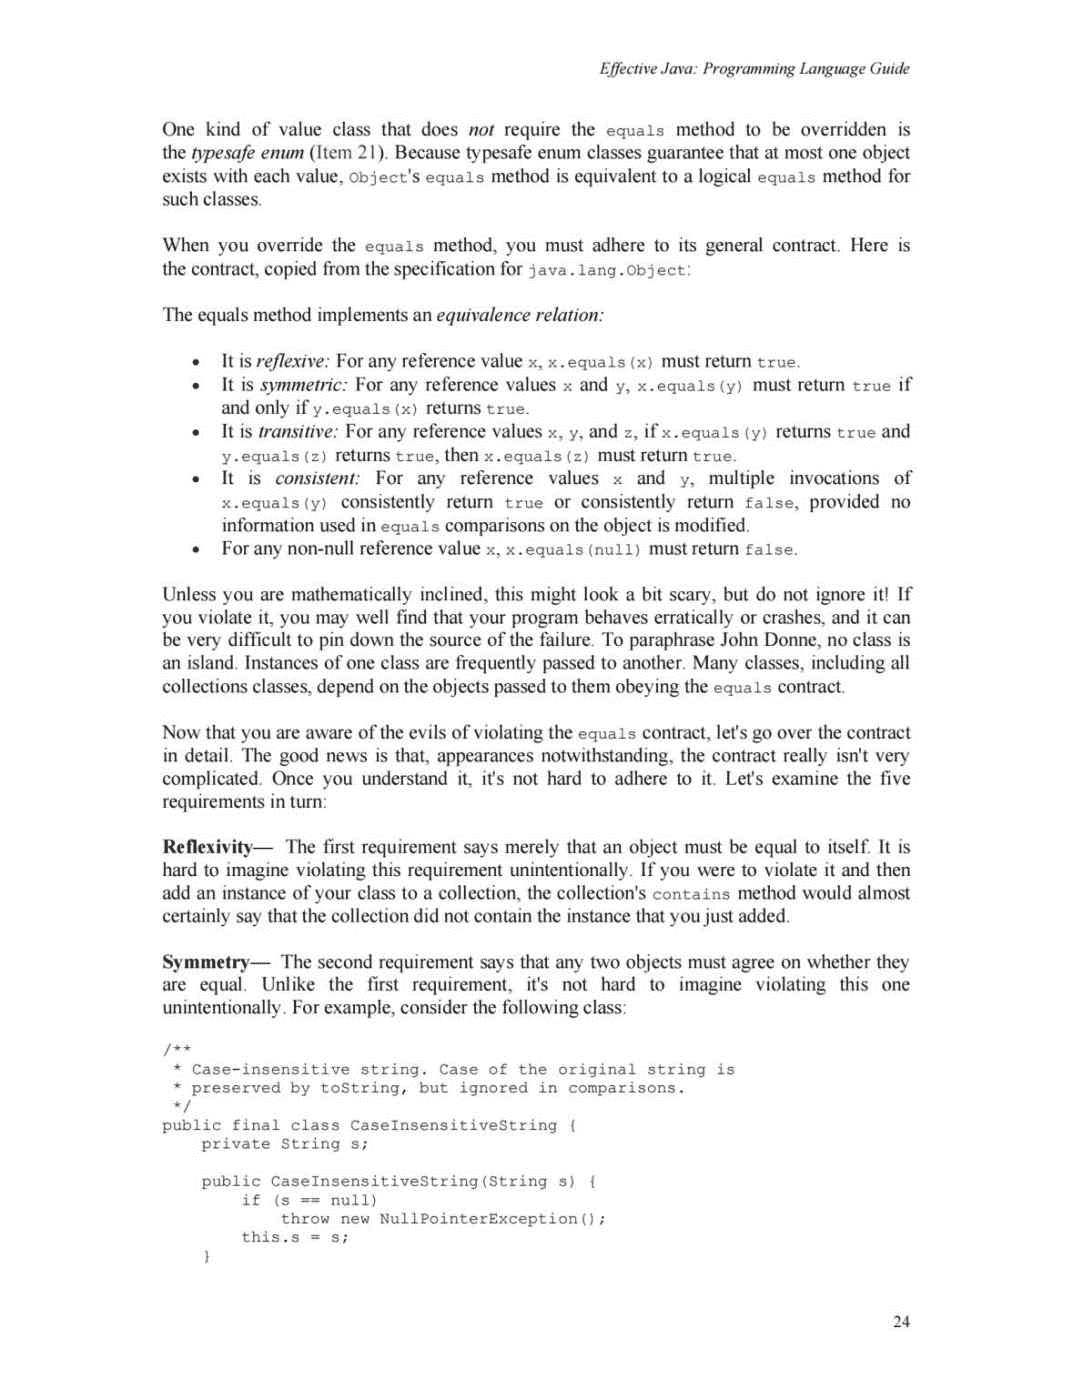 Effective Java: Programming Language Guide
One kind of value class that does not require the equals method to be overridden is
the typesafe enum (Item 21). Because typesafe enum classes guarantee that at most one object
exists with each value, Object's equals method is equivalent to a logical equals method for
such classes.
When you override the equals method, you must adhere to its general contract. Here is
the contract, copied from the specification for java.lang.Object:
The equals method implements an equivalence relation:
• It is reflexive: For any reference value x, x.equals(x) must return true.
• It is symmetric: For any reference values x and y, x.equals(y) must return true if
and only if y.equals(x) returns true.
• It is transitive: For any reference values x, y, and z, if x.equals(y) returns true and
y.equals(z) returns true, then x.equals(z) must return true.
• It is consistent: For any reference values x and y, multiple invocations of
x.equals(y) consistently return true or consistently return false, provided no
information used in equals comparisons on the object is modified.
• For any non-null reference value x, x.equals(null) must return false.
Unless you are mathematically inclined, this might look a bit scary, but do not ignore it! If
you violate it, you may well find that your program behaves erratically or crashes, and it can
be very difficult to pin down the source of the failure. To paraphrase John Donne, no class is
an island. Instances of one class are frequently passed to another. Many classes, including all
collections classes, depend on the objects passed to them obeying the equals contract.
Now that you are aware of the evils of violating the equals contract, let's go over the contract
in detail. The good news is that, appearances notwithstanding, the contract really isn't very
complicated. Once you understand it, it's not hard to adhere to it. Let's examine the five
requirements in turn:
Reflexivity— The first requirement says merely that an object must be equal to itself. It is
hard to imagine violating this requirement unintentionally. If you were to violate it and then
add an instance of your class to a collection, the collection's contains method would almost
certainly say that the collection did not contain the instance that you just added.
Symmetry— The second requirement says that any two objects must agree on whether they
are equal. Unlike the first requirement, it's not hard to imagine violating this one
unintentionally. For example, consider the following class:
/**
 * Case-insensitive string. Case of the original string is
 * preserved by toString, but ignored in comparisons.
 */
public final class CaseInsensitiveString {
    private String s;
    public CaseInsensitiveString(String s) {
        if (s == null)
            throw new NullPointerException();
        this.s = s;
    }
24